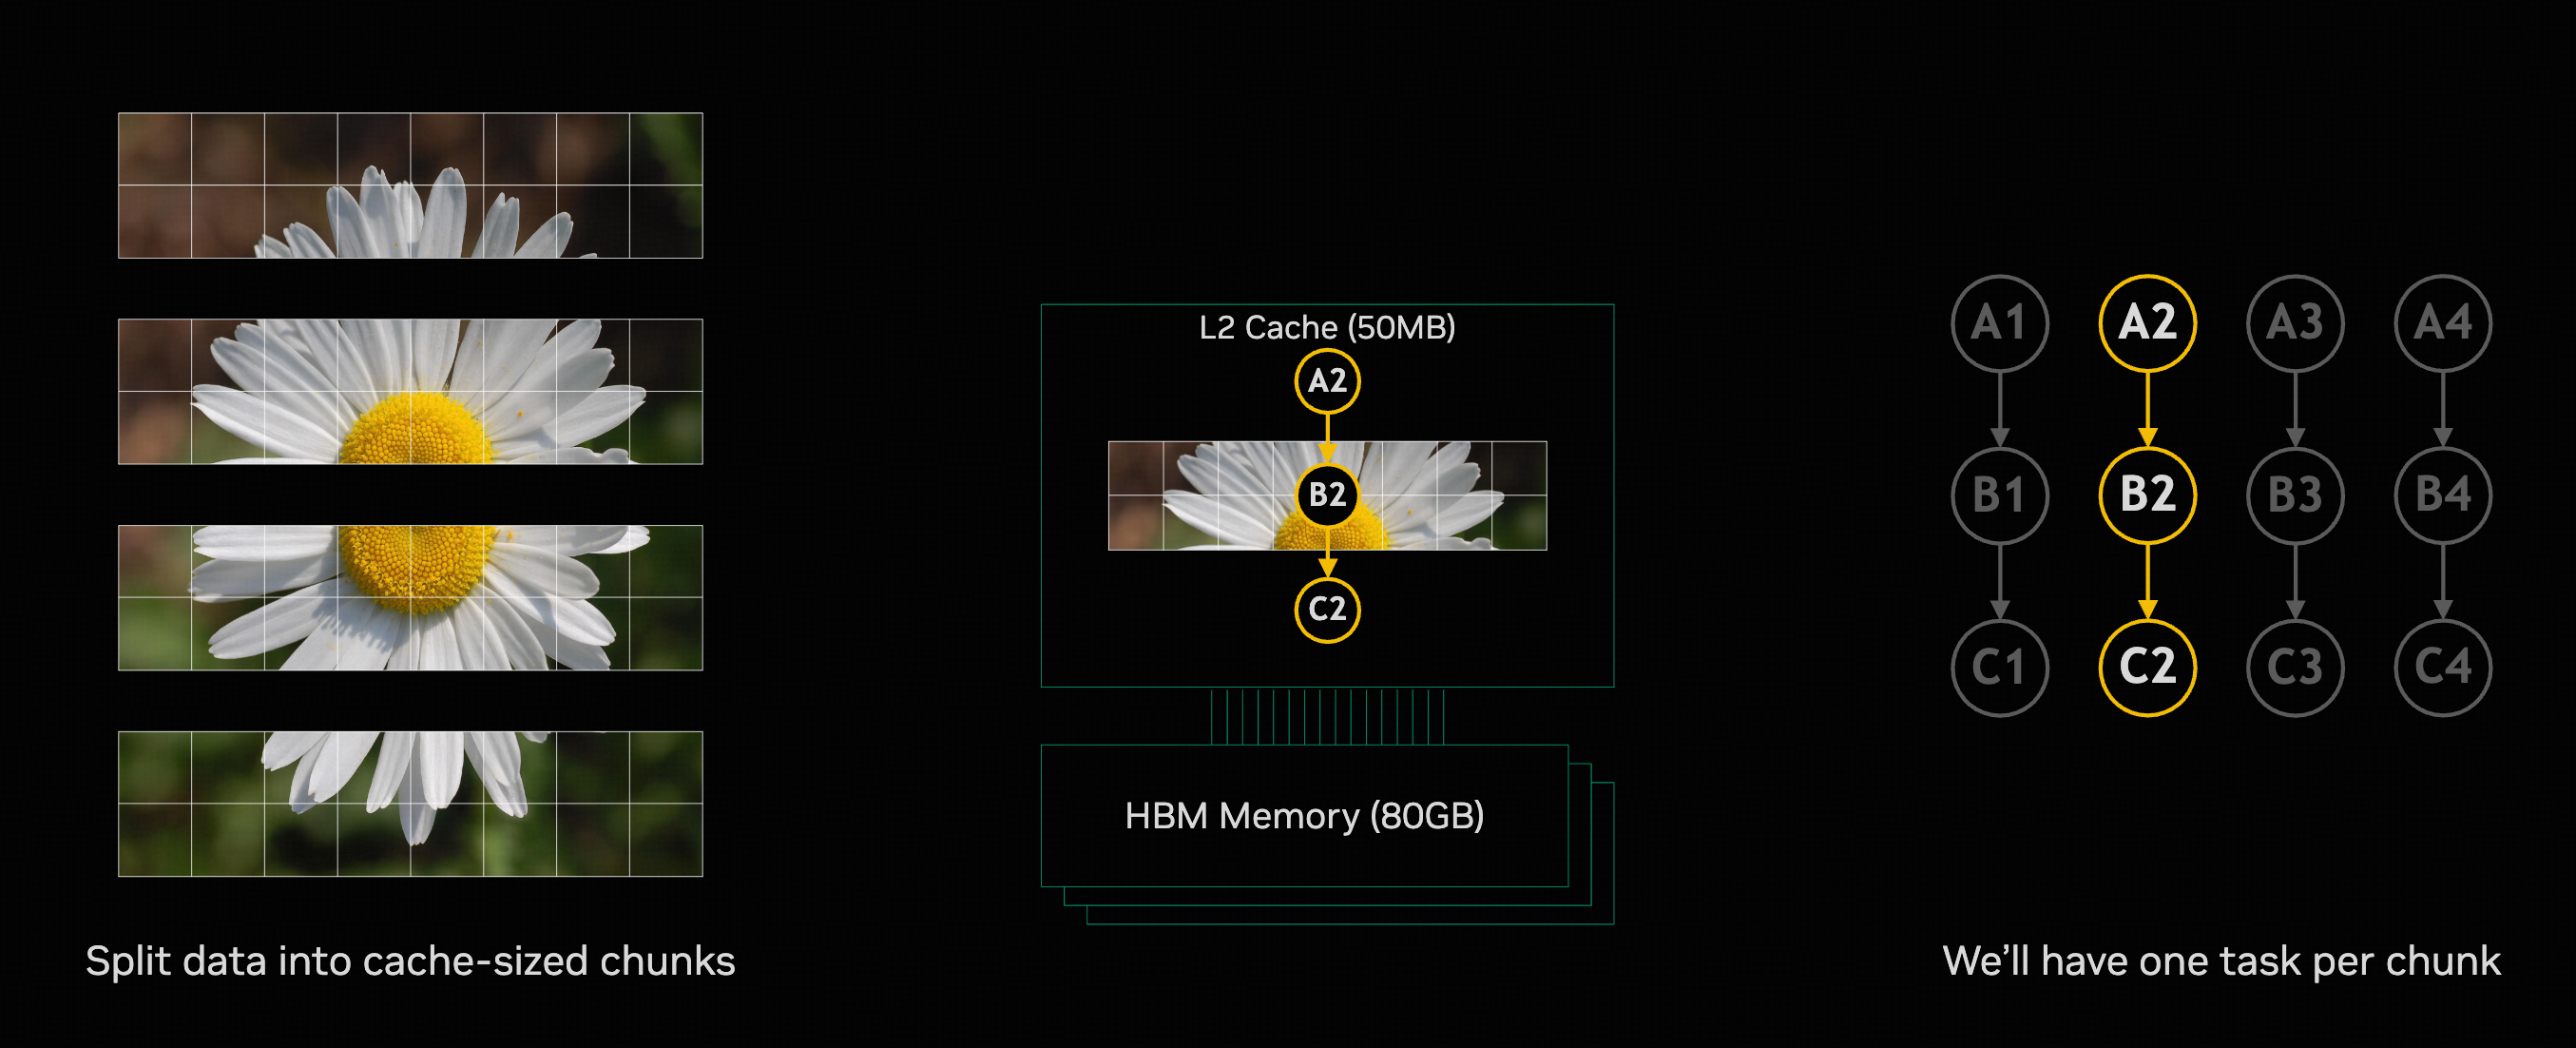 L2 Cache (50MB)
A2
B2
C2
HBM Memory (80GB)
A1 A2 A3 A4
B1 B2 B3 B4
C1 C2 C3 C4
Split data into cache-sized chunks
We’ll have one task per chunk